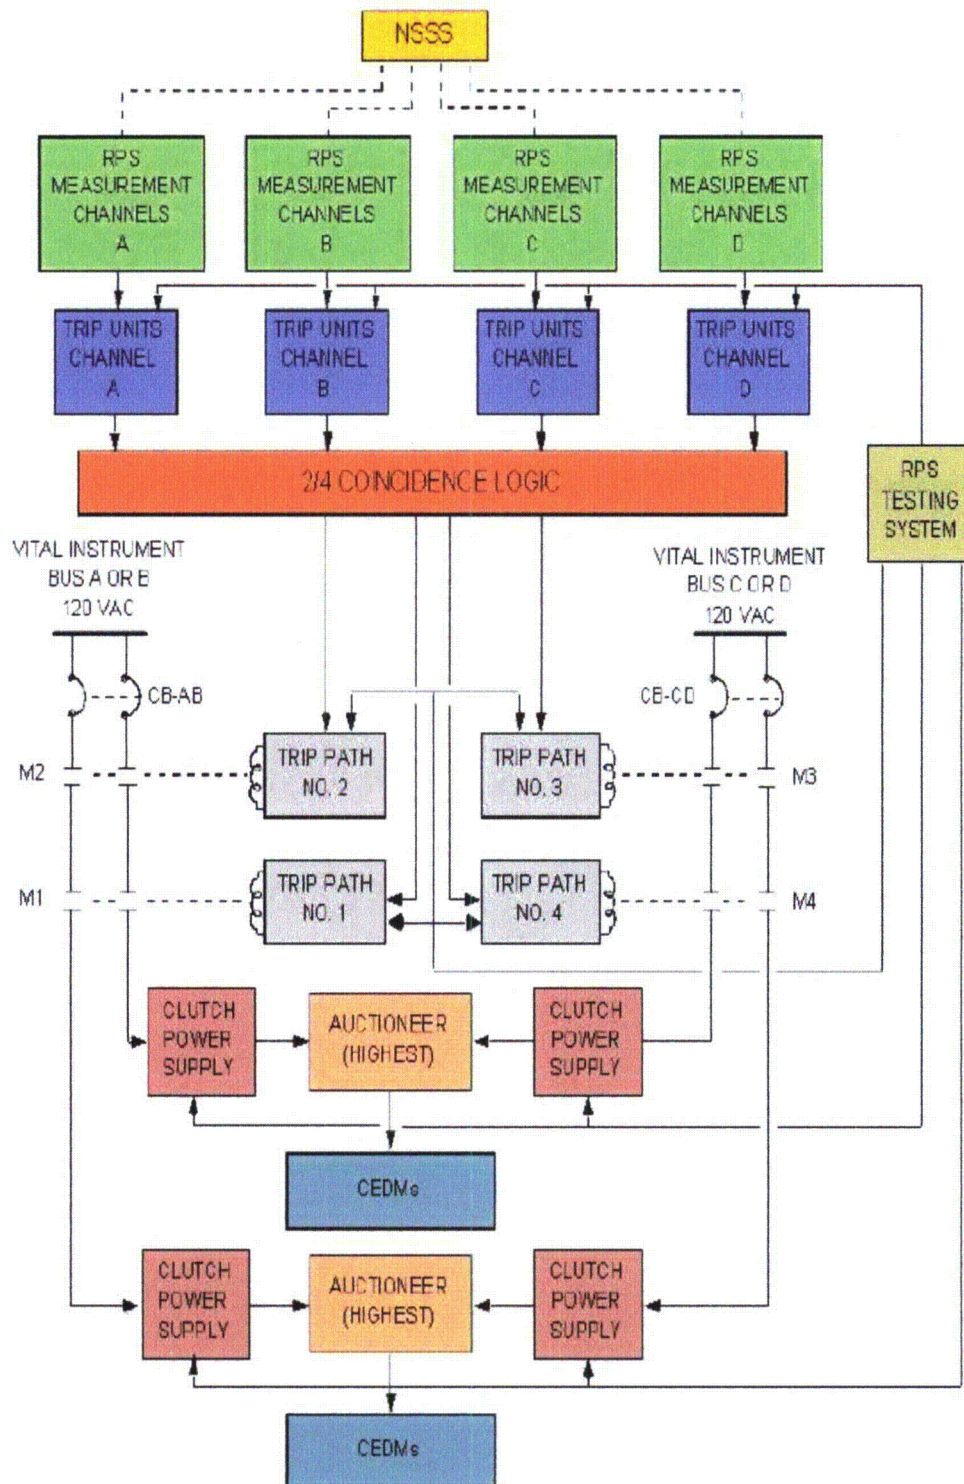 NSSS
RPS
MEASUREMENT
CHANNELS
A
RPS
MEASUREMENT
CHANNELS
B
RPS
MEASUREMENT
CHANNELS
C
RPS
MEASUREMENT
CHANNELS
D
TRIP UNITS
CHANNEL
A
TRIP UNITS
CHANNEL
B
TRIP UNITS
CHANNEL
C
TRIP UNITS
CHANNEL
D
2/4 COINCIDENCE LOGIC
RPS
TESTING
SYSTEM
VITAL INSTRUMENT
BUS A OR B
120 VAC
VITAL INSTRUMENT
BUS C OR D
120 VAC
CB-AB
CB-CD
M2
TRIP PATH
NO. 2
TRIP PATH
NO. 3
M3
M1
TRIP PATH
NO. 1
TRIP PATH
NO. 4
M4
CLUTCH
POWER
SUPPLY
AUCTIONEER
(HIGHEST)
CLUTCH
POWER
SUPPLY
CEDMs
CLUTCH
POWER
SUPPLY
AUCTIONEER
(HIGHEST)
CLUTCH
POWER
SUPPLY
CEDMs